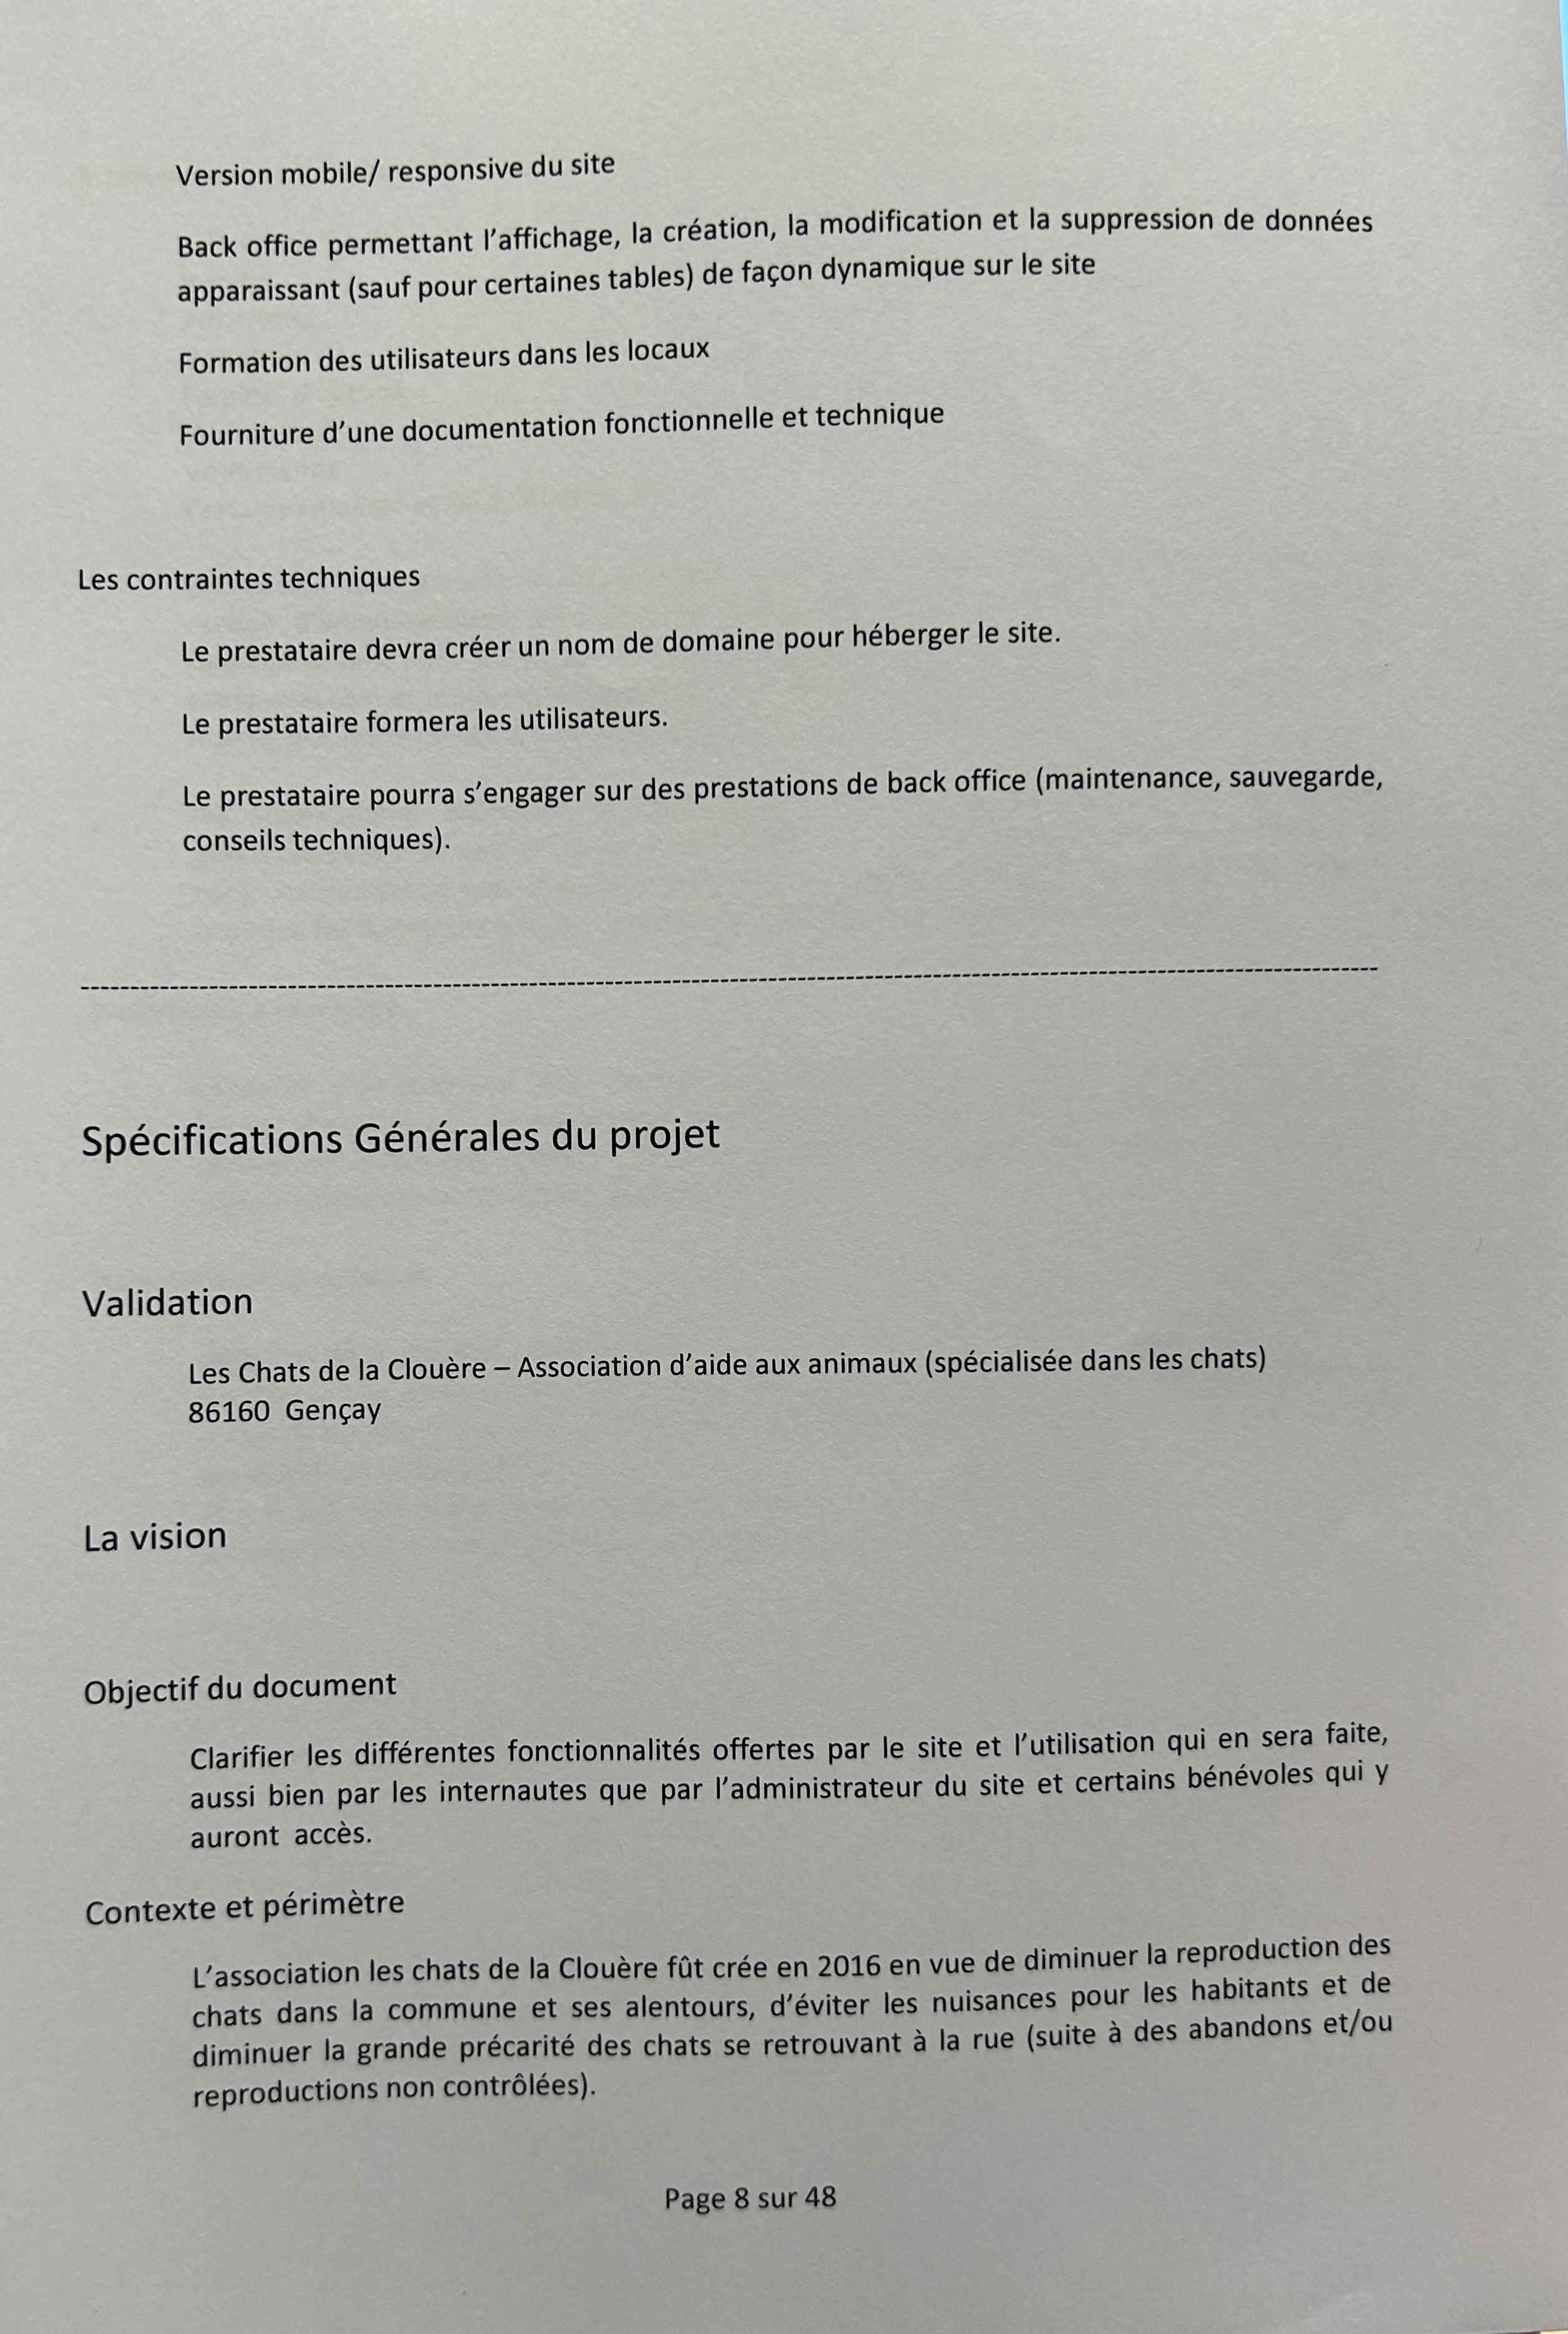 Version mobile/ responsive du site
Back office permettant l’affichage, la création, la modification et la suppression de données
apparaissant (sauf pour certaines tables) de façon dynamique sur le site
Formation des utilisateurs dans les locaux
Fourniture d’une documentation fonctionnelle et technique
Les contraintes techniques
Le prestataire devra créer un nom de domaine pour héberger le site.
Le prestataire formera les utilisateurs.
Le prestataire pourra s’engager sur des prestations de back office (maintenance, sauvegarde,
conseils techniques).
Spécifications Générales du projet
Validation
Les Chats de la Clouère – Association d’aide aux animaux (spécialisée dans les chats)
86160 Gençay
La vision
Objectif du document
Clarifier les différentes fonctionnalités offertes par le site et l’utilisation qui en sera faite,
aussi bien par les internautes que par l’administrateur du site et certains bénévoles qui y
auront accès.
Contexte et périmètre
L’association les chats de la Clouère fût crée en 2016 en vue de diminuer la reproduction des
chats dans la commune et ses alentours, d’éviter les nuisances pour les habitants et de
diminuer la grande précarité des chats se retrouvant à la rue (suite à des abandons et/ou
reproductions non contrôlées).
Page 8 sur 48